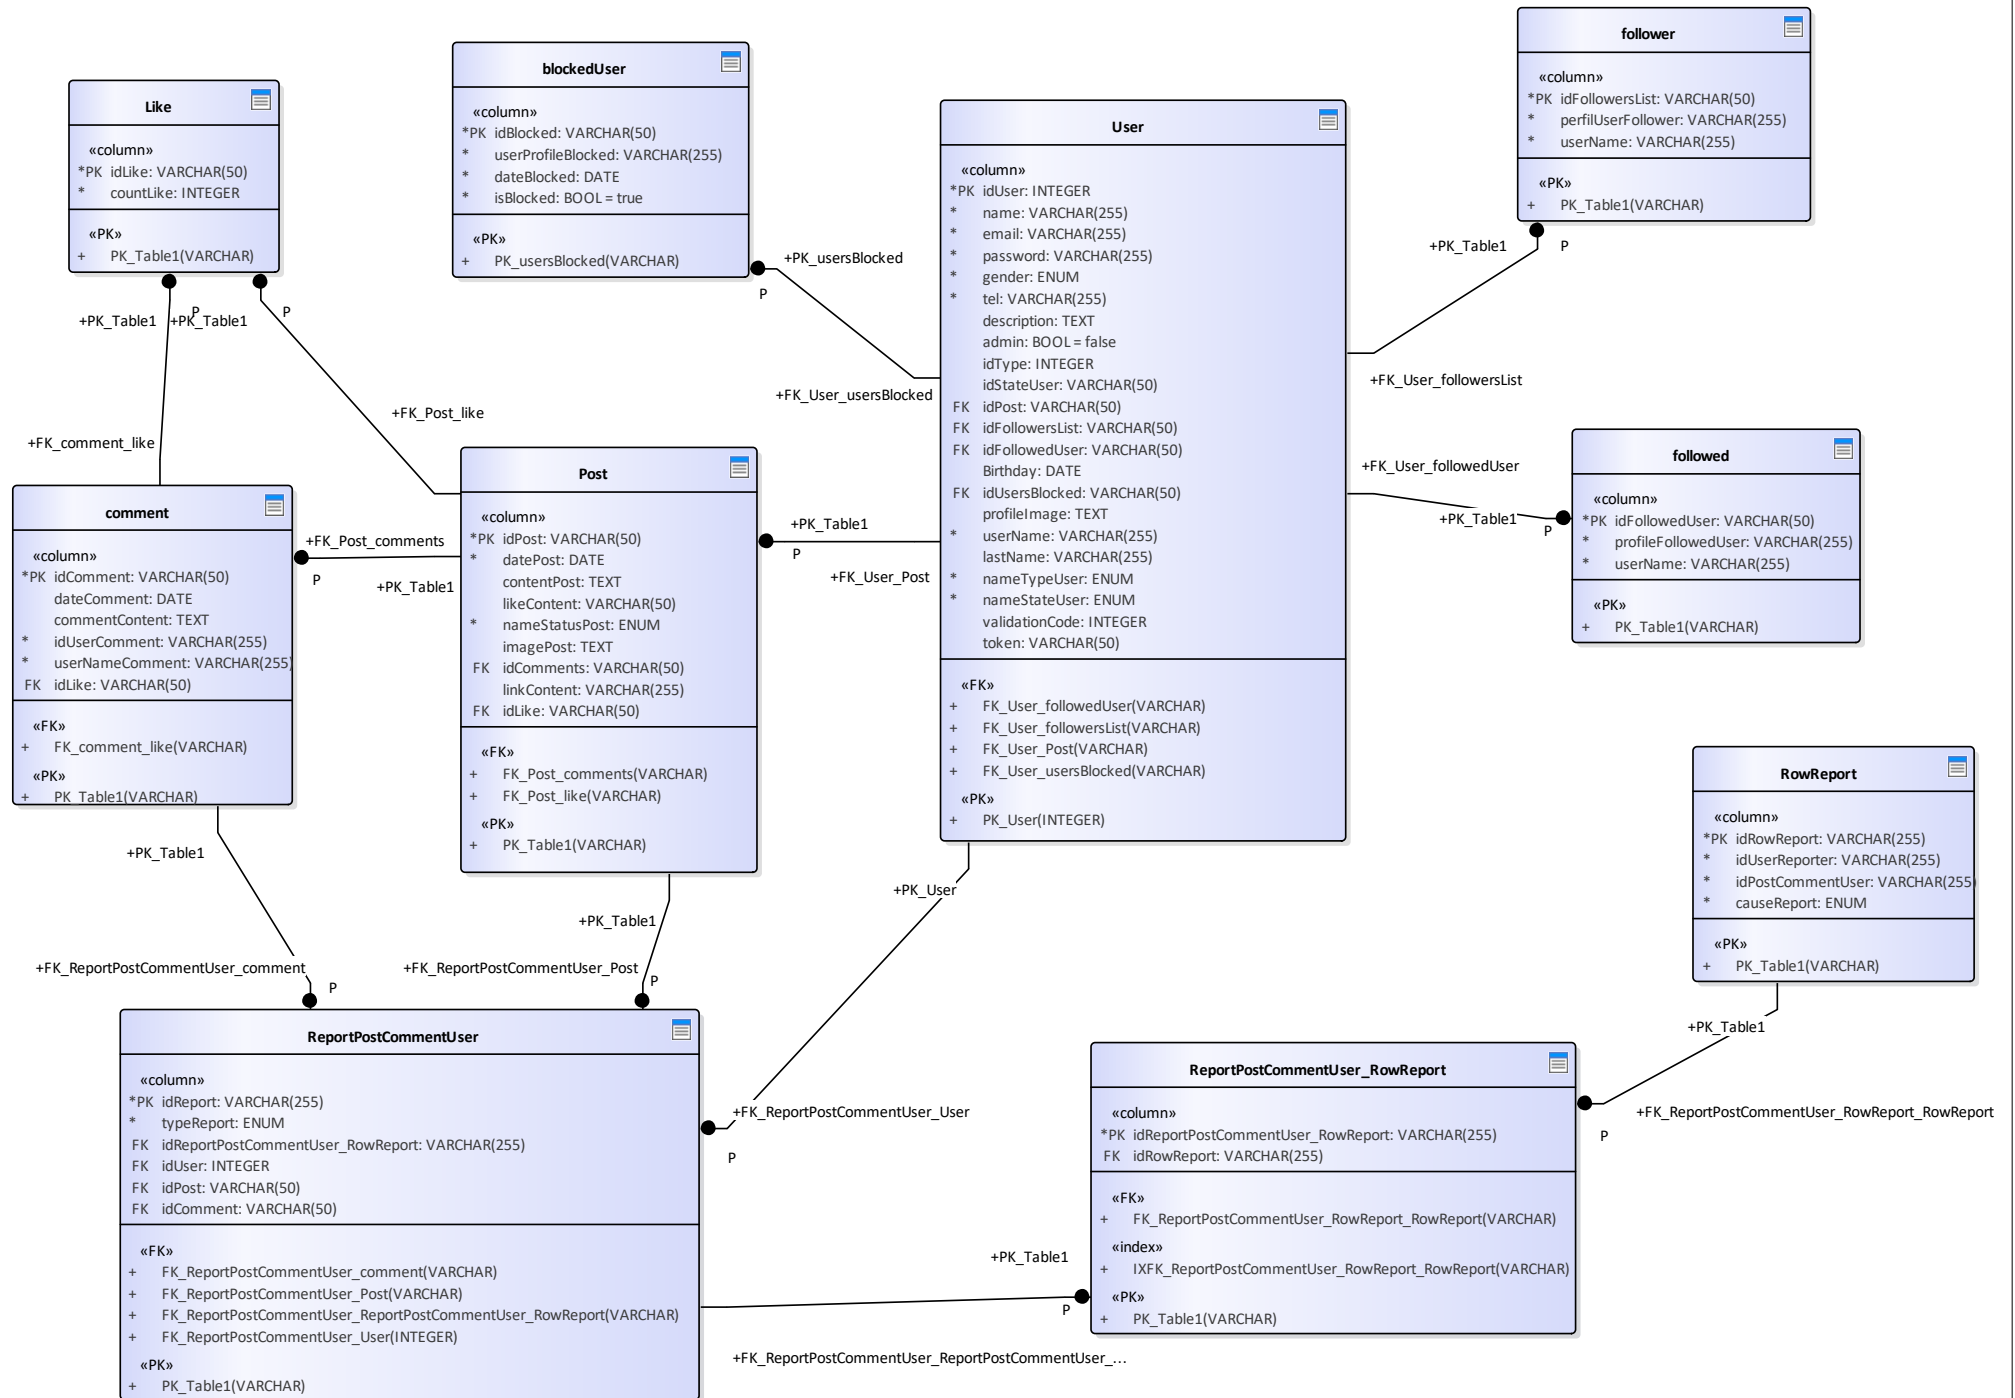 Like
«column»
*PK idLike: VARCHAR(50)
* countLike: INTEGER
«PK»
+ PK_Table1(VARCHAR)
blockedUser
«column»
*PK idBlocked: VARCHAR(50)
* userProfileBlocked: VARCHAR(255)
* dateBlocked: DATE
* isBlocked: BOOL = true
«PK»
+ PK_usersBlocked(VARCHAR)
User
«column»
*PK idUser: INTEGER
* name: VARCHAR(255)
* email: VARCHAR(255)
* password: VARCHAR(255)
* gender: ENUM
* tel: VARCHAR(255)
description: TEXT
admin: BOOL = false
idType: INTEGER
idStateUser: VARCHAR(50)
FK idPost: VARCHAR(50)
FK idFollowersList: VARCHAR(50)
FK idFollowedUser: VARCHAR(50)
Birthday: DATE
FK idUsersBlocked: VARCHAR(50)
profileImage: TEXT
* userName: VARCHAR(255)
lastName: VARCHAR(255)
* nameTypeUser: ENUM
* nameStateUser: ENUM
validationCode: INTEGER
token: VARCHAR(50)
«FK»
+ FK_User_followedUser(VARCHAR)
+ FK_User_followersList(VARCHAR)
+ FK_User_Post(VARCHAR)
+ FK_User_usersBlocked(VARCHAR)
«PK»
+ PK_User(INTEGER)
follower
«column»
*PK idFollowersList: VARCHAR(50)
* perfilUserFollower: VARCHAR(255)
* userName: VARCHAR(255)
«PK»
+ PK_Table1(VARCHAR)
+PK_Table1
P
+FK_User_followersList
+PK_usersBlocked
P
+FK_User_usersBlocked
+PK_Table1
P
+PK_Table1
P
+FK_Post_like
+FK_comment_like
followed
«column»
*PK idFollowedUser: VARCHAR(50)
* profileFollowedUser: VARCHAR(255)
* userName: VARCHAR(255)
«PK»
+ PK_Table1(VARCHAR)
+FK_User_followedUser
+PK_Table1
P
comment
«column»
*PK idComment: VARCHAR(50)
dateComment: DATE
commentContent: TEXT
* idUserComment: VARCHAR(255)
* userNameComment: VARCHAR(255)
FK idLike: VARCHAR(50)
«FK»
+ FK_comment_like(VARCHAR)
«PK»
+ PK_Table1(VARCHAR)
+FK_Post_comments
P
+PK_Table1
Post
«column»
*PK idPost: VARCHAR(50)
* datePost: DATE
contentPost: TEXT
likeContent: VARCHAR(50)
* nameStatusPost: ENUM
imagePost: TEXT
FK idComments: VARCHAR(50)
linkContent: VARCHAR(255)
FK idLike: VARCHAR(50)
«FK»
+ FK_Post_comments(VARCHAR)
+ FK_Post_like(VARCHAR)
«PK»
+ PK_Table1(VARCHAR)
+PK_Table1
P
+FK_User_Post
RowReport
«column»
*PK idRowReport: VARCHAR(255)
* idUserReporter: VARCHAR(255)
* idPostCommentUser: VARCHAR(255)
* causeReport: ENUM
«PK»
+ PK_Table1(VARCHAR)
+PK_Table1
+FK_ReportPostCommentUser_comment
P
+PK_Table1
+FK_ReportPostCommentUser_Post
P
+PK_User
+FK_ReportPostCommentUser_User
P
+PK_Table1
+FK_ReportPostCommentUser_RowReport_RowReport
P
ReportPostCommentUser
«column»
*PK idReport: VARCHAR(255)
* typeReport: ENUM
FK idReportPostCommentUser_RowReport: VARCHAR(255)
FK idUser: INTEGER
FK idPost: VARCHAR(50)
FK idComment: VARCHAR(50)
«FK»
+ FK_ReportPostCommentUser_comment(VARCHAR)
+ FK_ReportPostCommentUser_Post(VARCHAR)
+ FK_ReportPostCommentUser_ReportPostCommentUser_RowReport(VARCHAR)
+ FK_ReportPostCommentUser_User(INTEGER)
«PK»
+ PK_Table1(VARCHAR)
ReportPostCommentUser_RowReport
«column»
*PK idReportPostCommentUser_RowReport: VARCHAR(255)
FK idRowReport: VARCHAR(255)
«FK»
+ FK_ReportPostCommentUser_RowReport_RowReport(VARCHAR)
«index»
+ IXFK_ReportPostCommentUser_RowReport_RowReport(VARCHAR)
«PK»
+ PK_Table1(VARCHAR)
+PK_Table1
P
+FK_ReportPostCommentUser_ReportPostCommentUser_...